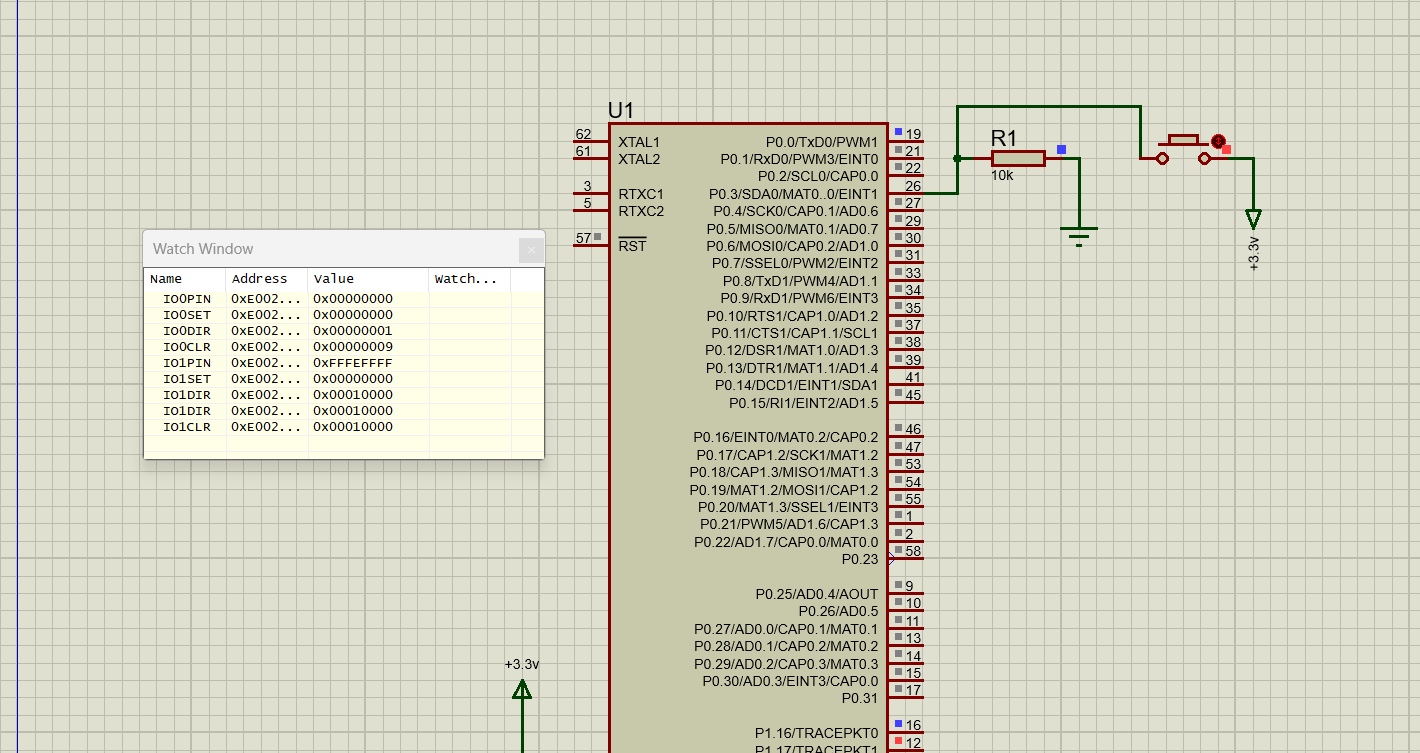 U1
62
61
3
5
57
XTAL1
XTAL2
RTXC1
RTXC2
RST
P0.0/TxD0/PWM1 19
P0.1/RxD0/PWM3/EINT0 21
P0.2/SCL0/CAP0.0 22
P0.3/SDA0/MAT0..0/EINT1 26
P0.4/SCK0/CAP0.1/AD0.6 27
P0.5/MISO0/MAT0.1/AD0.7 29
P0.6/MOSI0/CAP0.2/AD1.0 30
P0.7/SSEL0/PWM2/EINT2 31
P0.8/TxD1/PWM4/AD1.1 33
P0.9/RxD1/PWM6/EINT3 34
P0.10/RTS1/CAP1.0/AD1.2 35
P0.11/CTS1/CAP1.1/SCL1 37
P0.12/DSR1/MAT1.0/AD1.3 38
P0.13/DTR1/MAT1.1/AD1.4 39
P0.14/DCD1/EINT1/SDA1 41
P0.15/RI1/EINT2/AD1.5 45
P0.16/EINT0/MAT0.2/CAP0.2 46
P0.17/CAP1.2/SCK1/MAT1.2 47
P0.18/CAP1.3/MISO1/MAT1.3 53
P0.19/MAT1.2/MOSI1/CAP1.2 54
P0.20/MAT1.3/SSEL1/EINT3 55
P0.21/PWM5/AD1.6/CAP1.3 1
P0.22/AD1.7/CAP0.0/MAT0.0 2
P0.23 58
P0.25/AD0.4/AOUT 9
P0.26/AD0.5 10
P0.27/AD0.0/CAP0.1/MAT0.1 11
P0.28/AD0.1/CAP0.2/MAT0.2 13
P0.29/AD0.2/CAP0.3/MAT0.3 14
P0.30/AD0.3/EINT3/CAP0.0 15
P0.31 17
P1.16/TRACEPKT0 16
P1.17/TRACEPKT1 12
R1
10k
+3.3v
Watch Window
Name Address Value Watch...
IO0PIN 0xE002... 0x00000000
IO0SET 0xE002... 0x00000000
IO0DIR 0xE002... 0x00000001
IO0CLR 0xE002... 0x00000009
IO1PIN 0xE002... 0xFFFEFFFF
IO1SET 0xE002... 0x00000000
IO1DIR 0xE002... 0x00010000
IO1DIR 0xE002... 0x00010000
IO1CLR 0xE002... 0x00010000
+3.3v